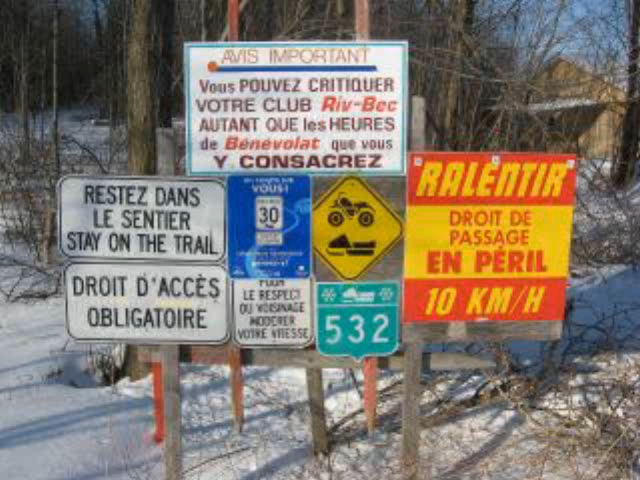 AVIS IMPORTANT
Vous POUVEZ CRITIQUER
VOTRE CLUB Riv-Bec
AUTANT QUE les HEURES
de Bénévolat que vous
Y CONSACREZ
RESTEZ DANS
LE SENTIER
STAY ON THE TRAIL
DROIT D'ACCÈS
OBLIGATOIRE
VOUS!
30
POUR
LE RESPECT
DU VOISINAGE
MODERER
VOTRE VITESSE
532
RALENTIR
DROIT DE
PASSAGE
EN PÉRIL
10 KM/H